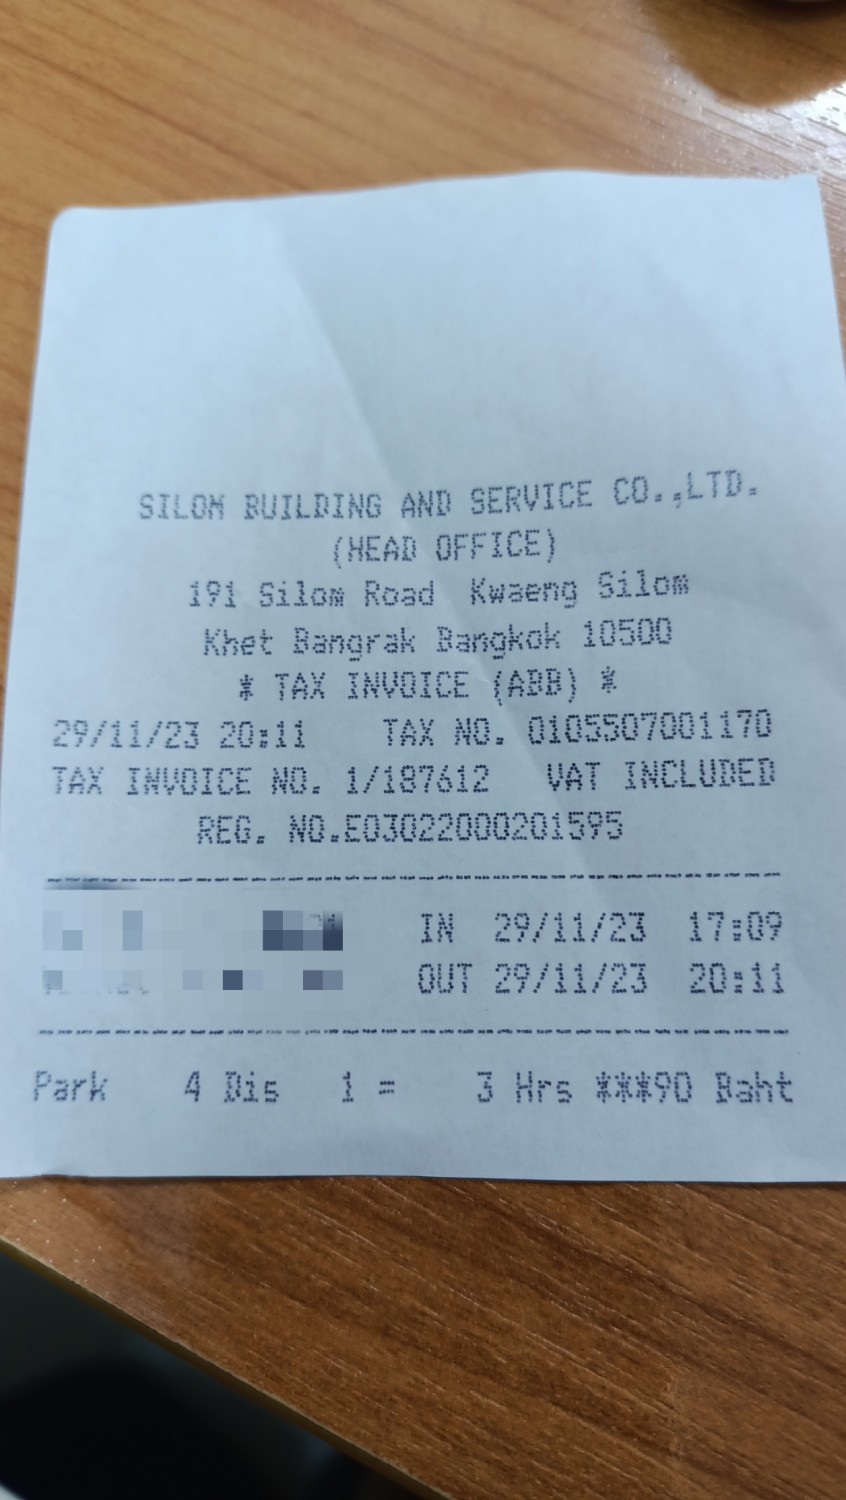 SILOM BUILDING AND SERVICE CO.,LTD.
(HEAD OFFICE)
191 Silom Road Kwaeng Silom
Khet Bangrak Bangkok 10500
* TAX INVOICE (ABB) *
29/11/23 20:11 TAX NO. 0105507001170
TAX INVOICE NO. 1/187612 VAT INCLUDED
REG. NO.E03022000201595
IN 29/11/23 17:09
OUT 29/11/23 20:11
Park 4 Dis 1 = 3 Hrs ***90 Baht